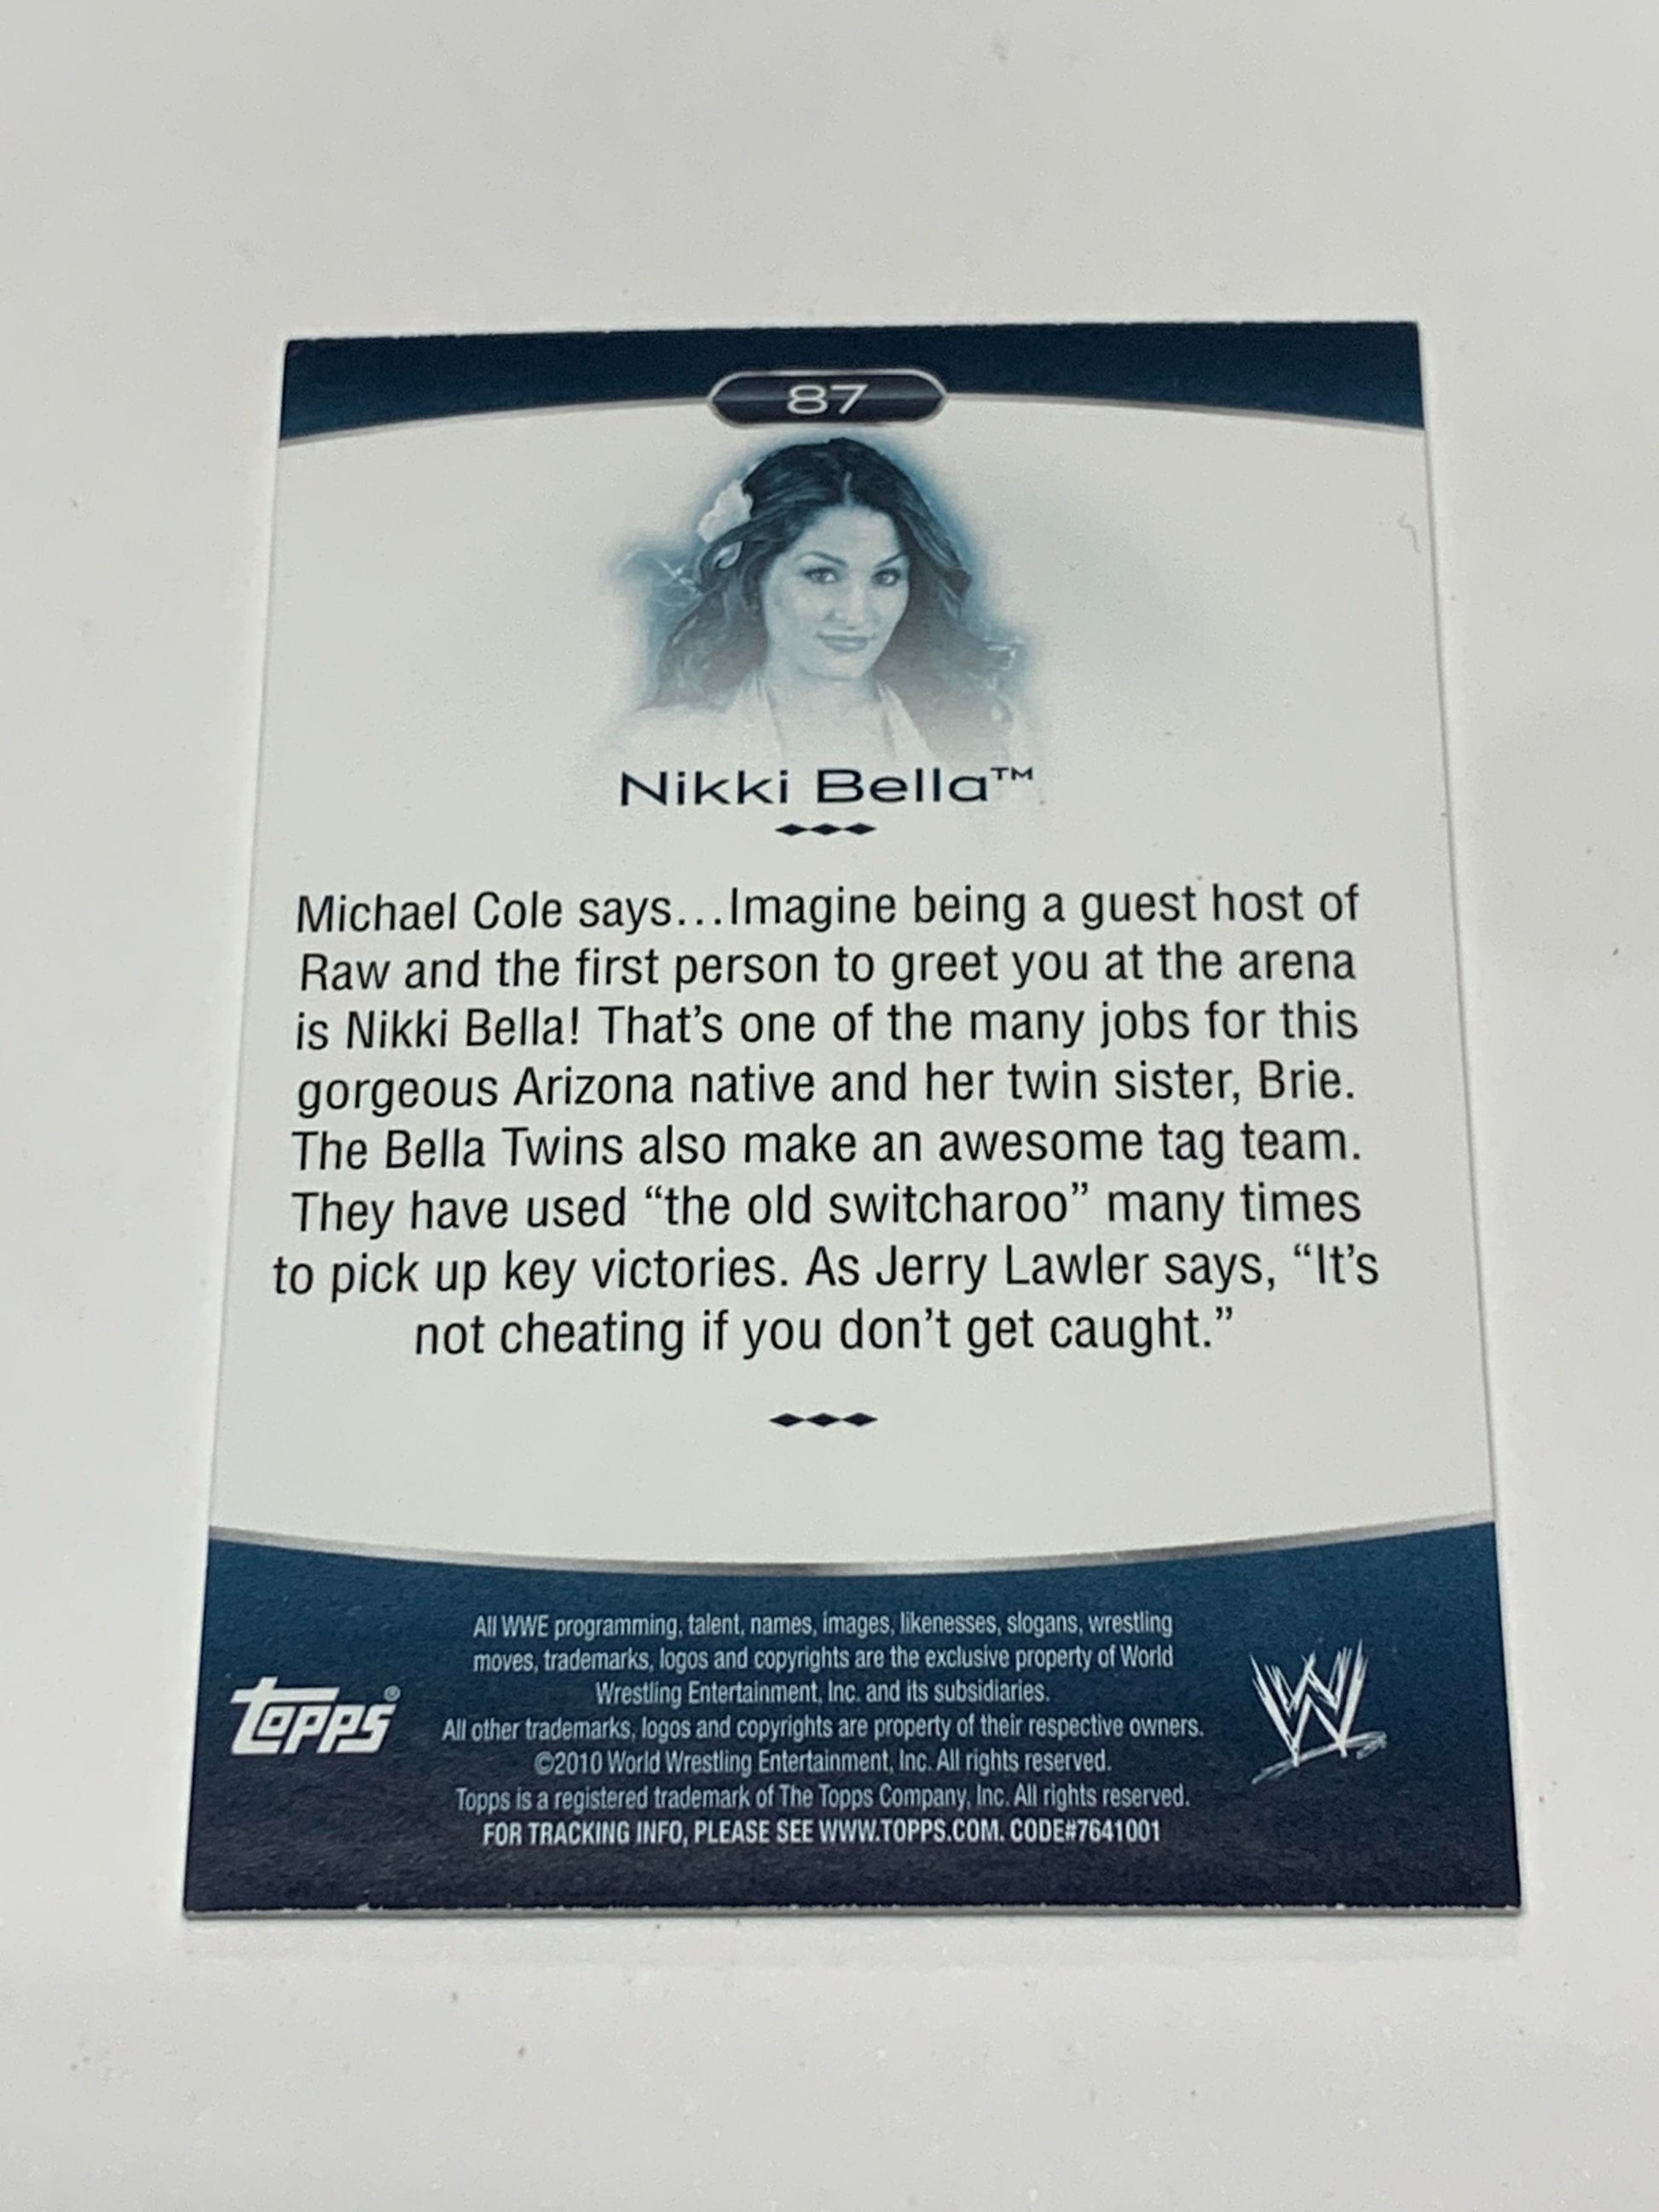 87
Nikki Bella™
Michael Cole says...Imagine being a guest host of
Raw and the first person to greet you at the arena
is Nikki Bella! That's one of the many jobs for this
gorgeous Arizona native and her twin sister, Brie.
The Bella Twins also make an awesome tag team.
They have used “the old switcharoo” many times
to pick up key victories. As Jerry Lawler says, “It's
not cheating if you don't get caught.”
All WWE programming, talent, names, images, likenesses, slogans, wrestling
moves, trademarks, logos and copyrights are the exclusive property of World
Wrestling Entertainment, Inc. and its subsidiaries.
All other trademarks, logos and copyrights are property of their respective owners.
©2010 World Wrestling Entertainment, Inc. All rights reserved.
Topps is a registered trademark of The Topps Company, Inc. All rights reserved.
FOR TRACKING INFO, PLEASE SEE WWW.TOPPS.COM. CODE#7641001
Topps®
W